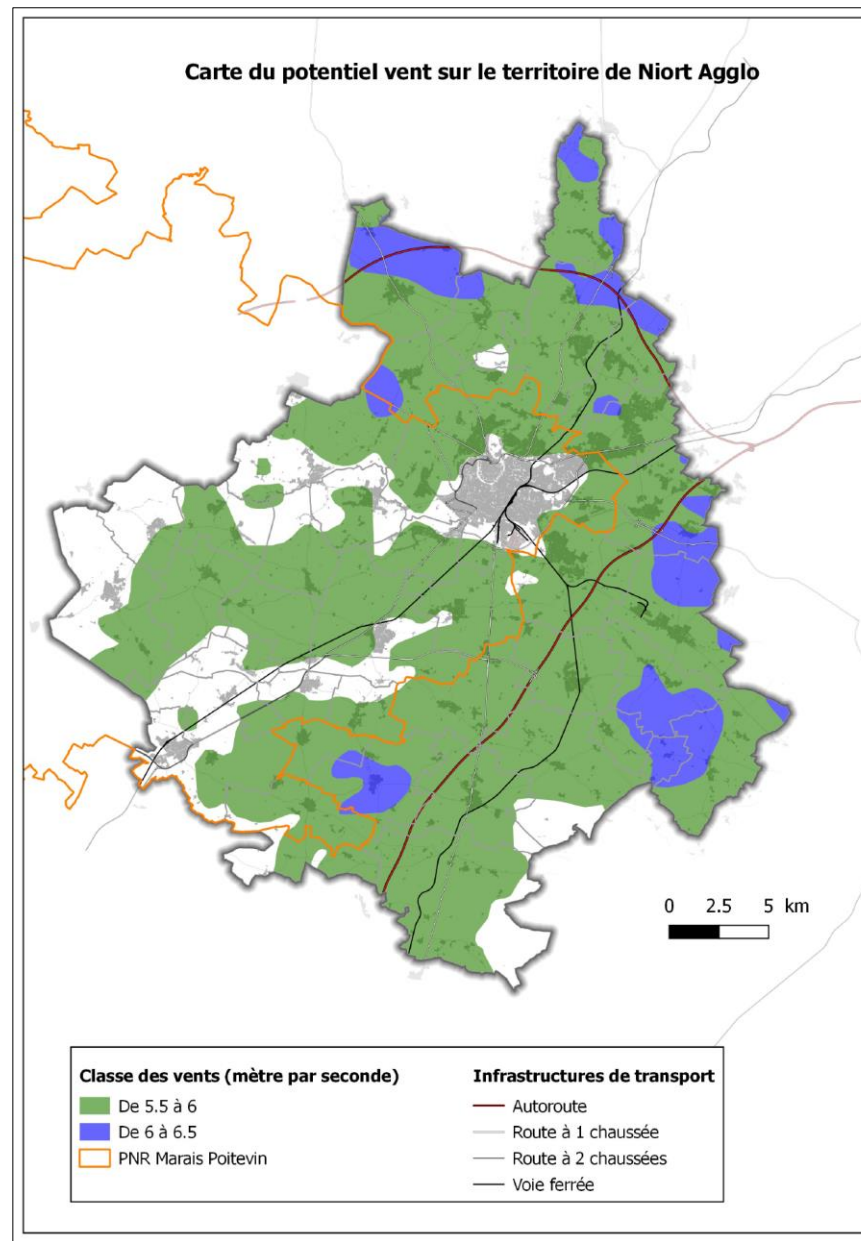 Carte du potentiel vent sur le territoire de Niort Agglo
0 2.5 5 km
Classe des vents (mètre par seconde)
De 5.5 à 6
De 6 à 6.5
PNR Marais Poitevin
Infrastructures de transport
Autoroute
Route à 1 chaussée
Route à 2 chaussées
Voie ferrée